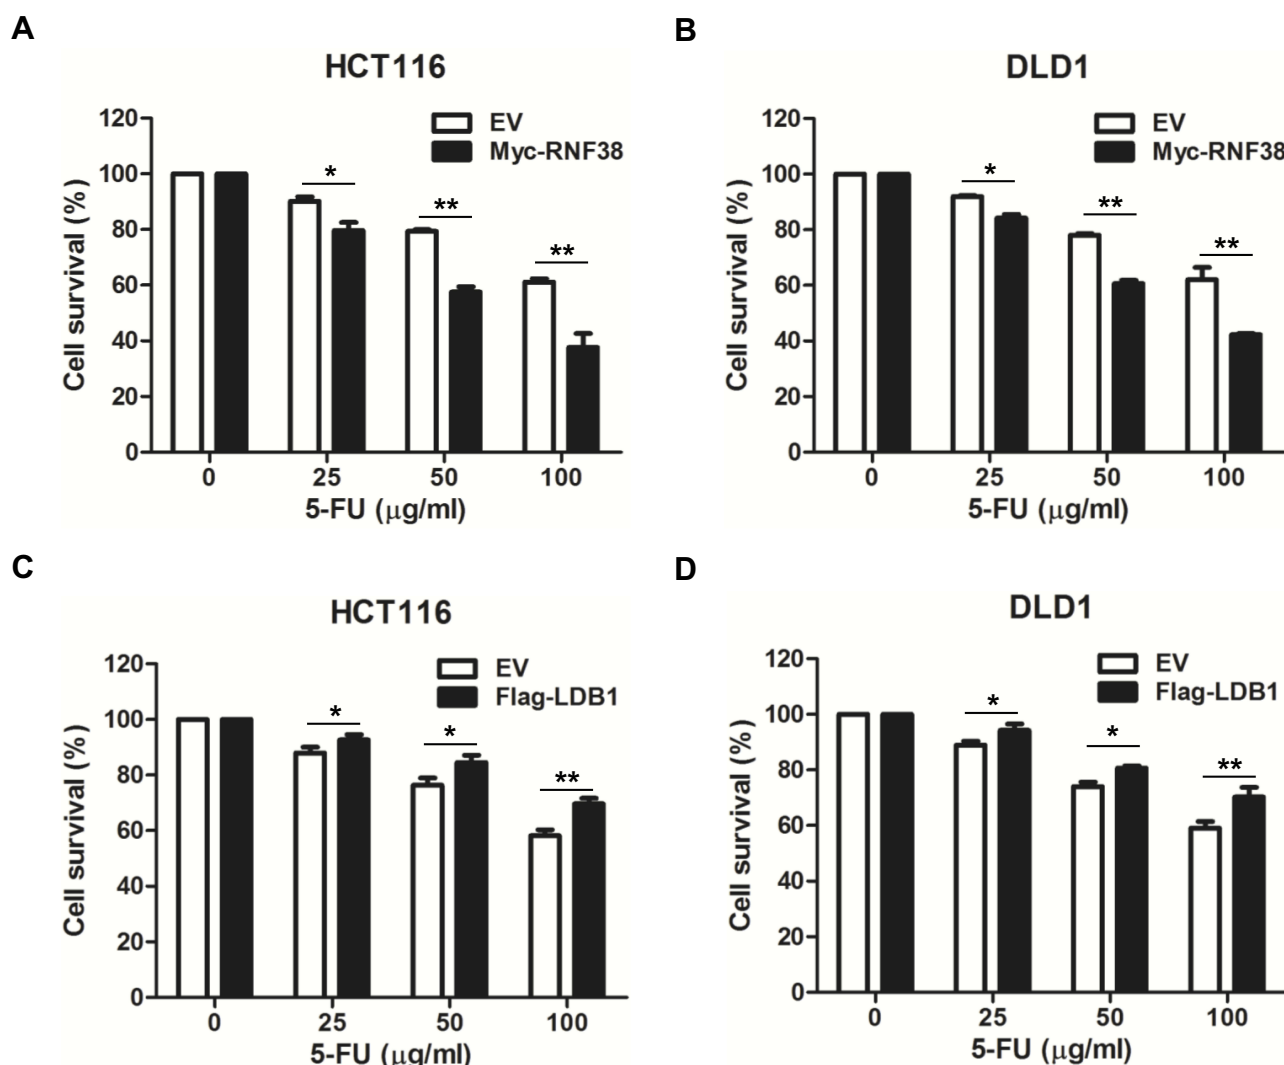 A
HCT116
EV
Myc-RNF38
Cell survival (%)
120
100
80
60
40
20
0
*
**
**
0 25 50 100
5-FU (μg/ml)
B
DLD1
EV
Myc-RNF38
Cell survival (%)
120
100
80
60
40
20
0
*
**
**
0 25 50 100
5-FU (μg/ml)
C
HCT116
EV
Flag-LDB1
Cell survival (%)
120
100
80
60
40
20
0
*
*
**
0 25 50 100
5-FU (μg/ml)
D
DLD1
EV
Flag-LDB1
Cell survival (%)
120
100
80
60
40
20
0
*
*
**
0 25 50 100
5-FU (μg/ml)